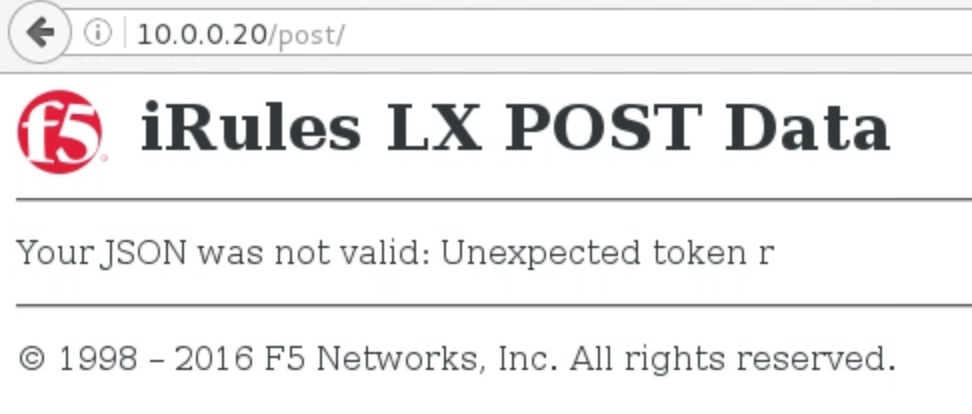 10.0.0.20/post/
f5 iRules LX POST Data
Your JSON was not valid: Unexpected token r
© 1998 – 2016 F5 Networks, Inc. All rights reserved.